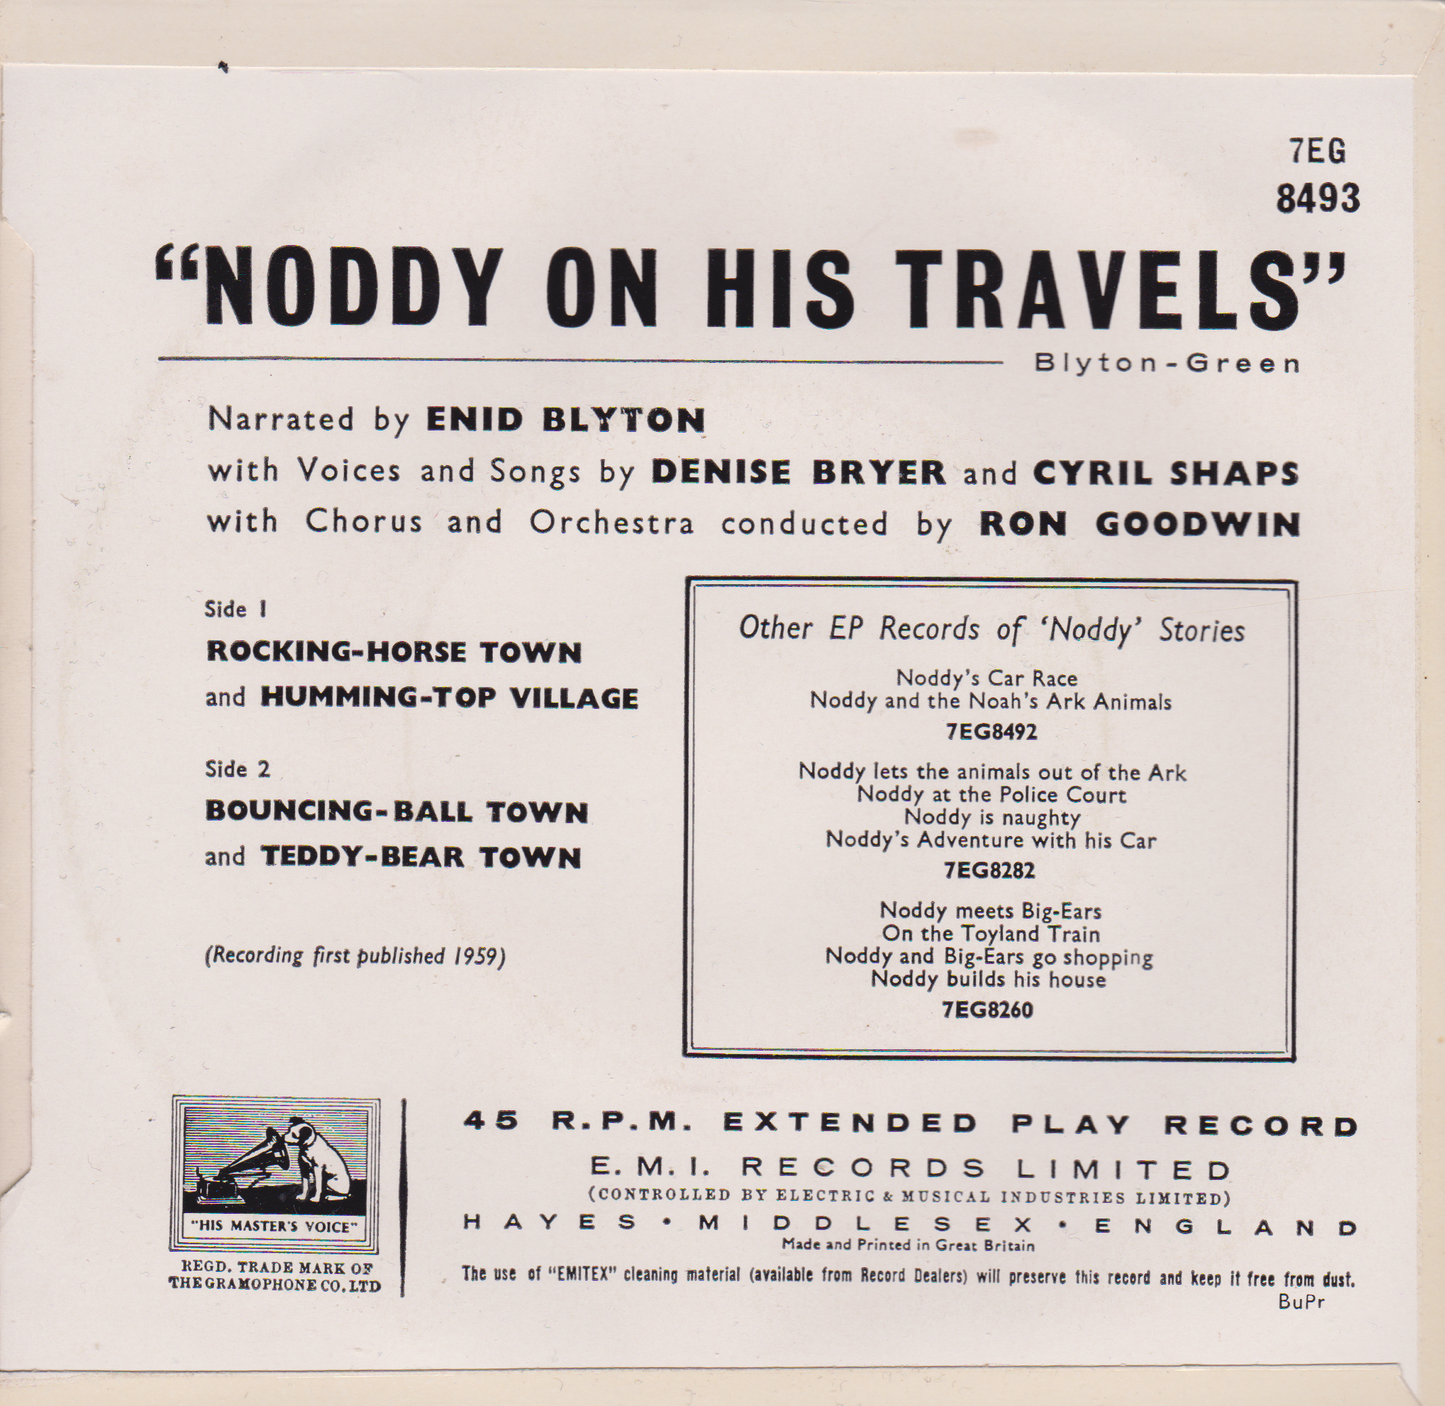 7EG
8493
“NODDY ON HIS TRAVELS”
Blyton-Green
Narrated by ENID BLYTON
with Voices and Songs by DENISE BRYER and CYRIL SHAPS
with Chorus and Orchestra conducted by RON GOODWIN
Side 1
ROCKING-HORSE TOWN
and HUMMING-TOP VILLAGE
Side 2
BOUNCING-BALL TOWN
and TEDDY-BEAR TOWN
(Recording first published 1959)
Other EP Records of ‘Noddy’ Stories
Noddy’s Car Race
Noddy and the Noah’s Ark Animals
7EG8492
Noddy lets the animals out of the Ark
Noddy at the Police Court
Noddy is naughty
Noddy’s Adventure with his Car
7EG8282
Noddy meets Big-Ears
On the Toyland Train
Noddy and Big-Ears go shopping
Noddy builds his house
7EG8260
“HIS MASTER’S VOICE”
REGD. TRADE MARK OF
THE GRAMOPHONE CO. LTD
45 R.P.M. EXTENDED PLAY RECORD
E. M. I. RECORDS LIMITED
(CONTROLLED BY ELECTRIC & MUSICAL INDUSTRIES LIMITED)
HAYES • MIDDLESEX • ENGLAND
Made and Printed in Great Britain
The use of “EMITEX” cleaning material (available from Record Dealers) will preserve this record and keep it free from dust.
BuPr